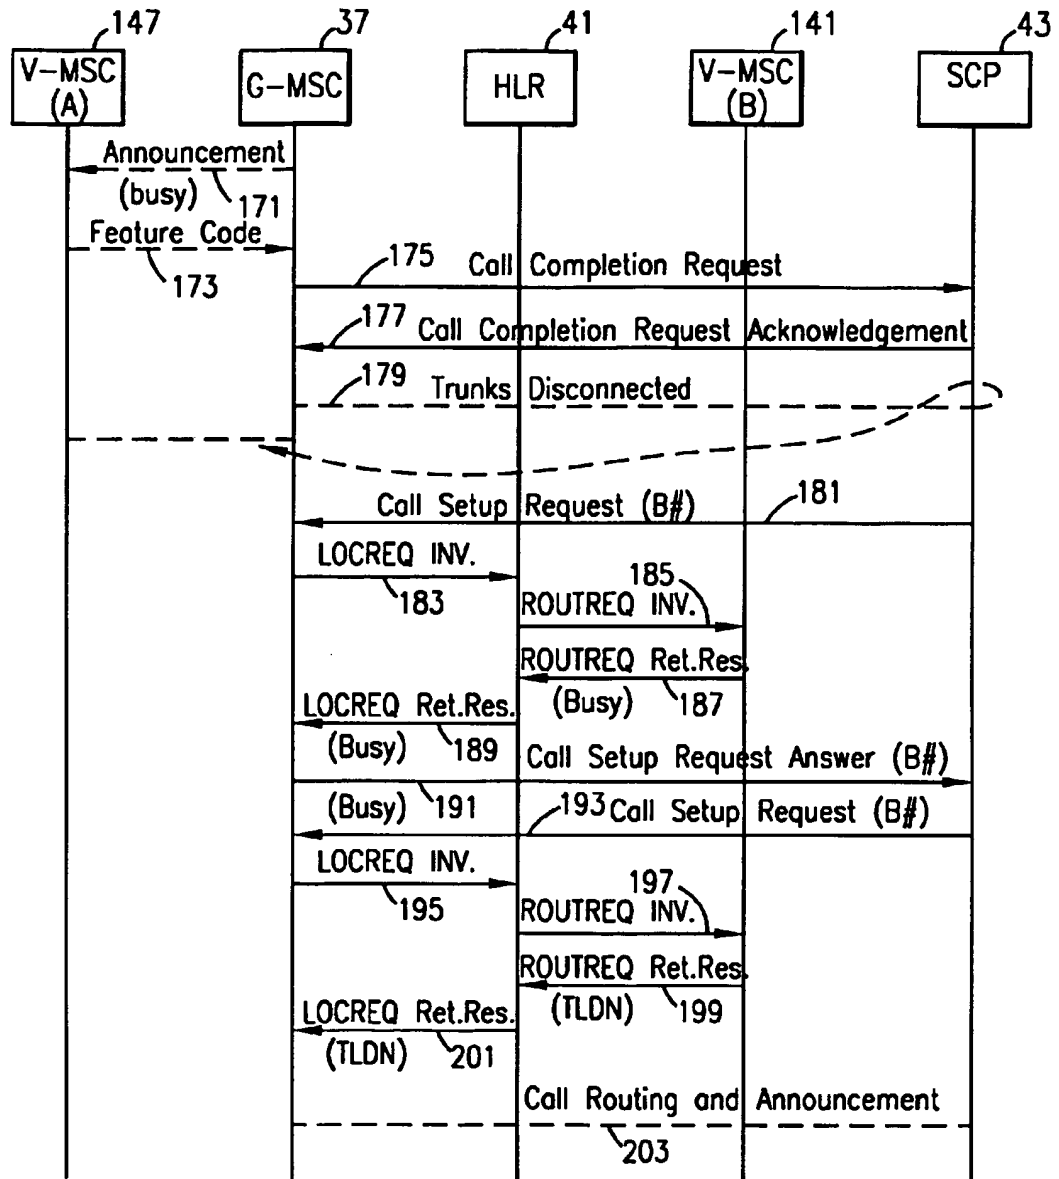 147
37
41
141
43
V-MSC
(A)
G-MSC
HLR
V-MSC
(B)
SCP
Announcement
(busy)
171
Feature Code
173
175
Call Completion Request
177
Call Completion Request Acknowledgement
179
Trunks Disconnected
181
Call Setup Request (B#)
LOCREQ INV.
183
185
ROUTREQ INV.
ROUTREQ Ret.Res.
(Busy)
187
LOCREQ Ret.Res.
(Busy)
189
Call Setup Request Answer (B#)
(Busy)
191
193
Call Setup Request (B#)
LOCREQ INV.
195
197
ROUTREQ INV.
ROUTREQ Ret.Res.
(TLDN)
199
LOCREQ Ret.Res.
(TLDN)
201
Call Routing and Announcement
203